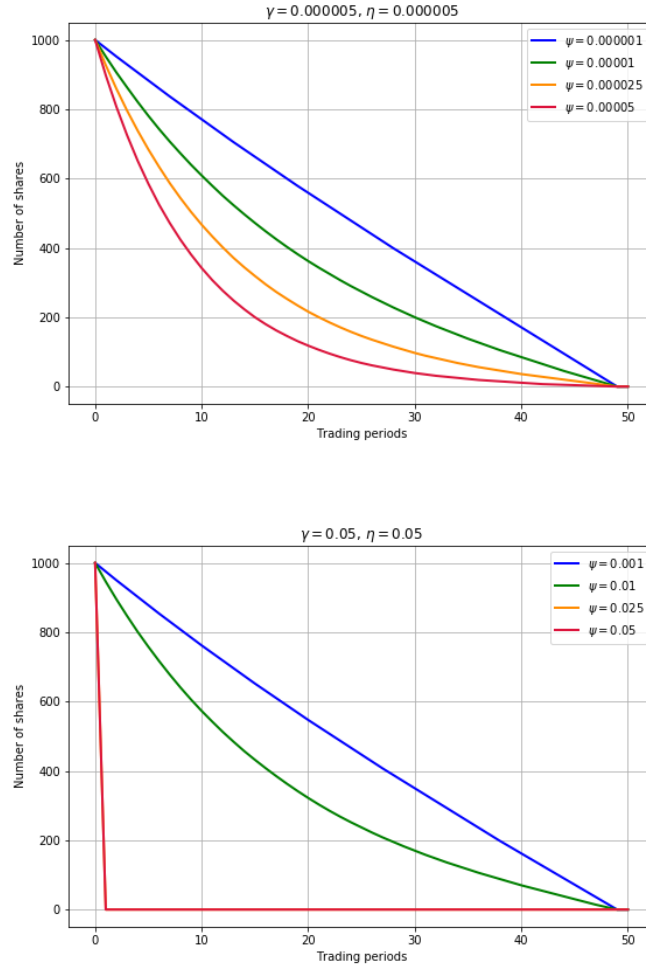 γ = 0.000005, η = 0.000005
ψ = 0.000001
ψ = 0.00001
ψ = 0.000025
ψ = 0.00005
Number of shares
1000
800
600
400
200
0
0 10 20 30 40 50
Trading periods
γ = 0.05, η = 0.05
ψ = 0.001
ψ = 0.01
ψ = 0.025
ψ = 0.05
Number of shares
1000
800
600
400
200
0
0 10 20 30 40 50
Trading periods